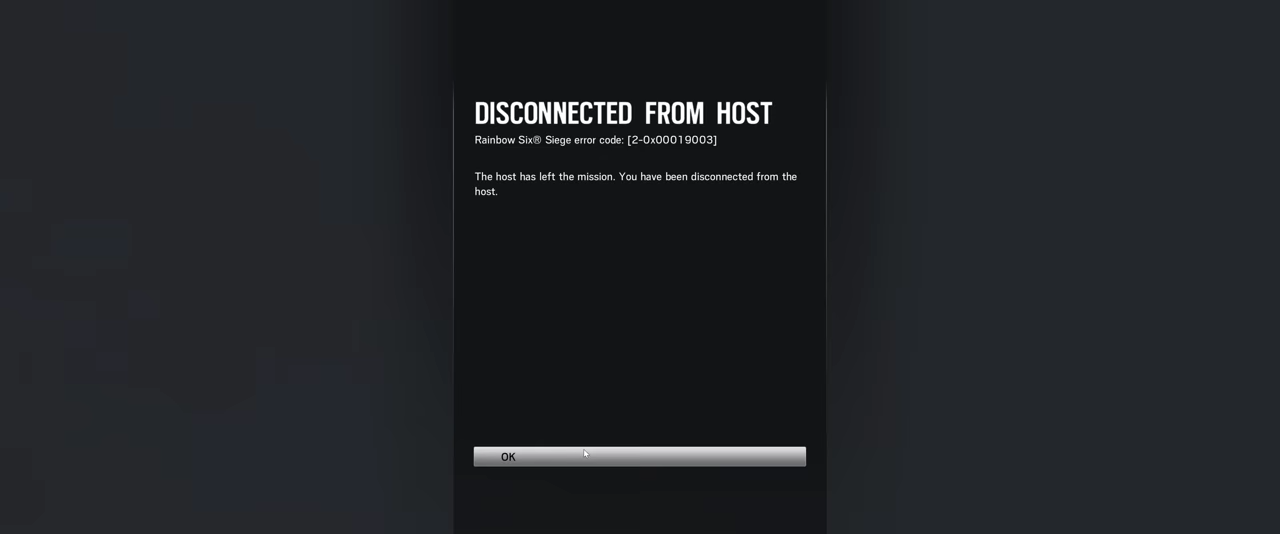 DISCONNECTED FROM HOST
Rainbow Six® Siege error code: [2-0x00019003]
The host has left the mission. You have been disconnected from the
host.
OK